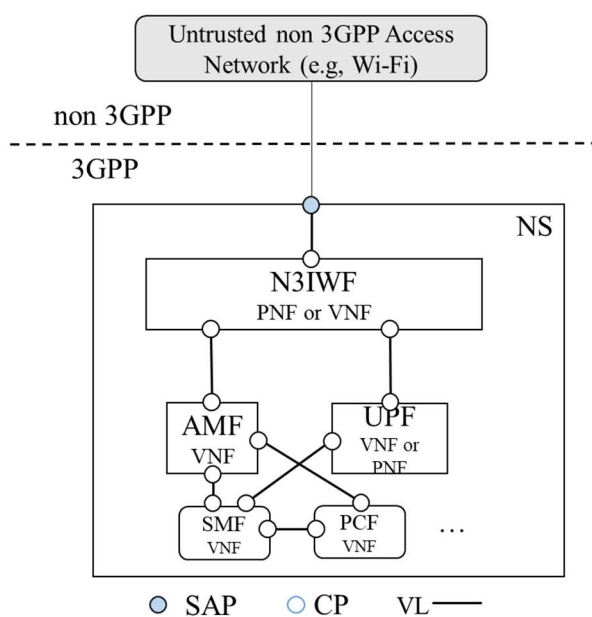 Untrusted non 3GPP Access
Network (e.g, Wi-Fi)
non 3GPP
3GPP
NS
N3IWF
PNF or VNF
AMF
VNF
UPF
VNF or
PNF
SMF
VNF
PCF
VNF
...
SAP
CP
VL